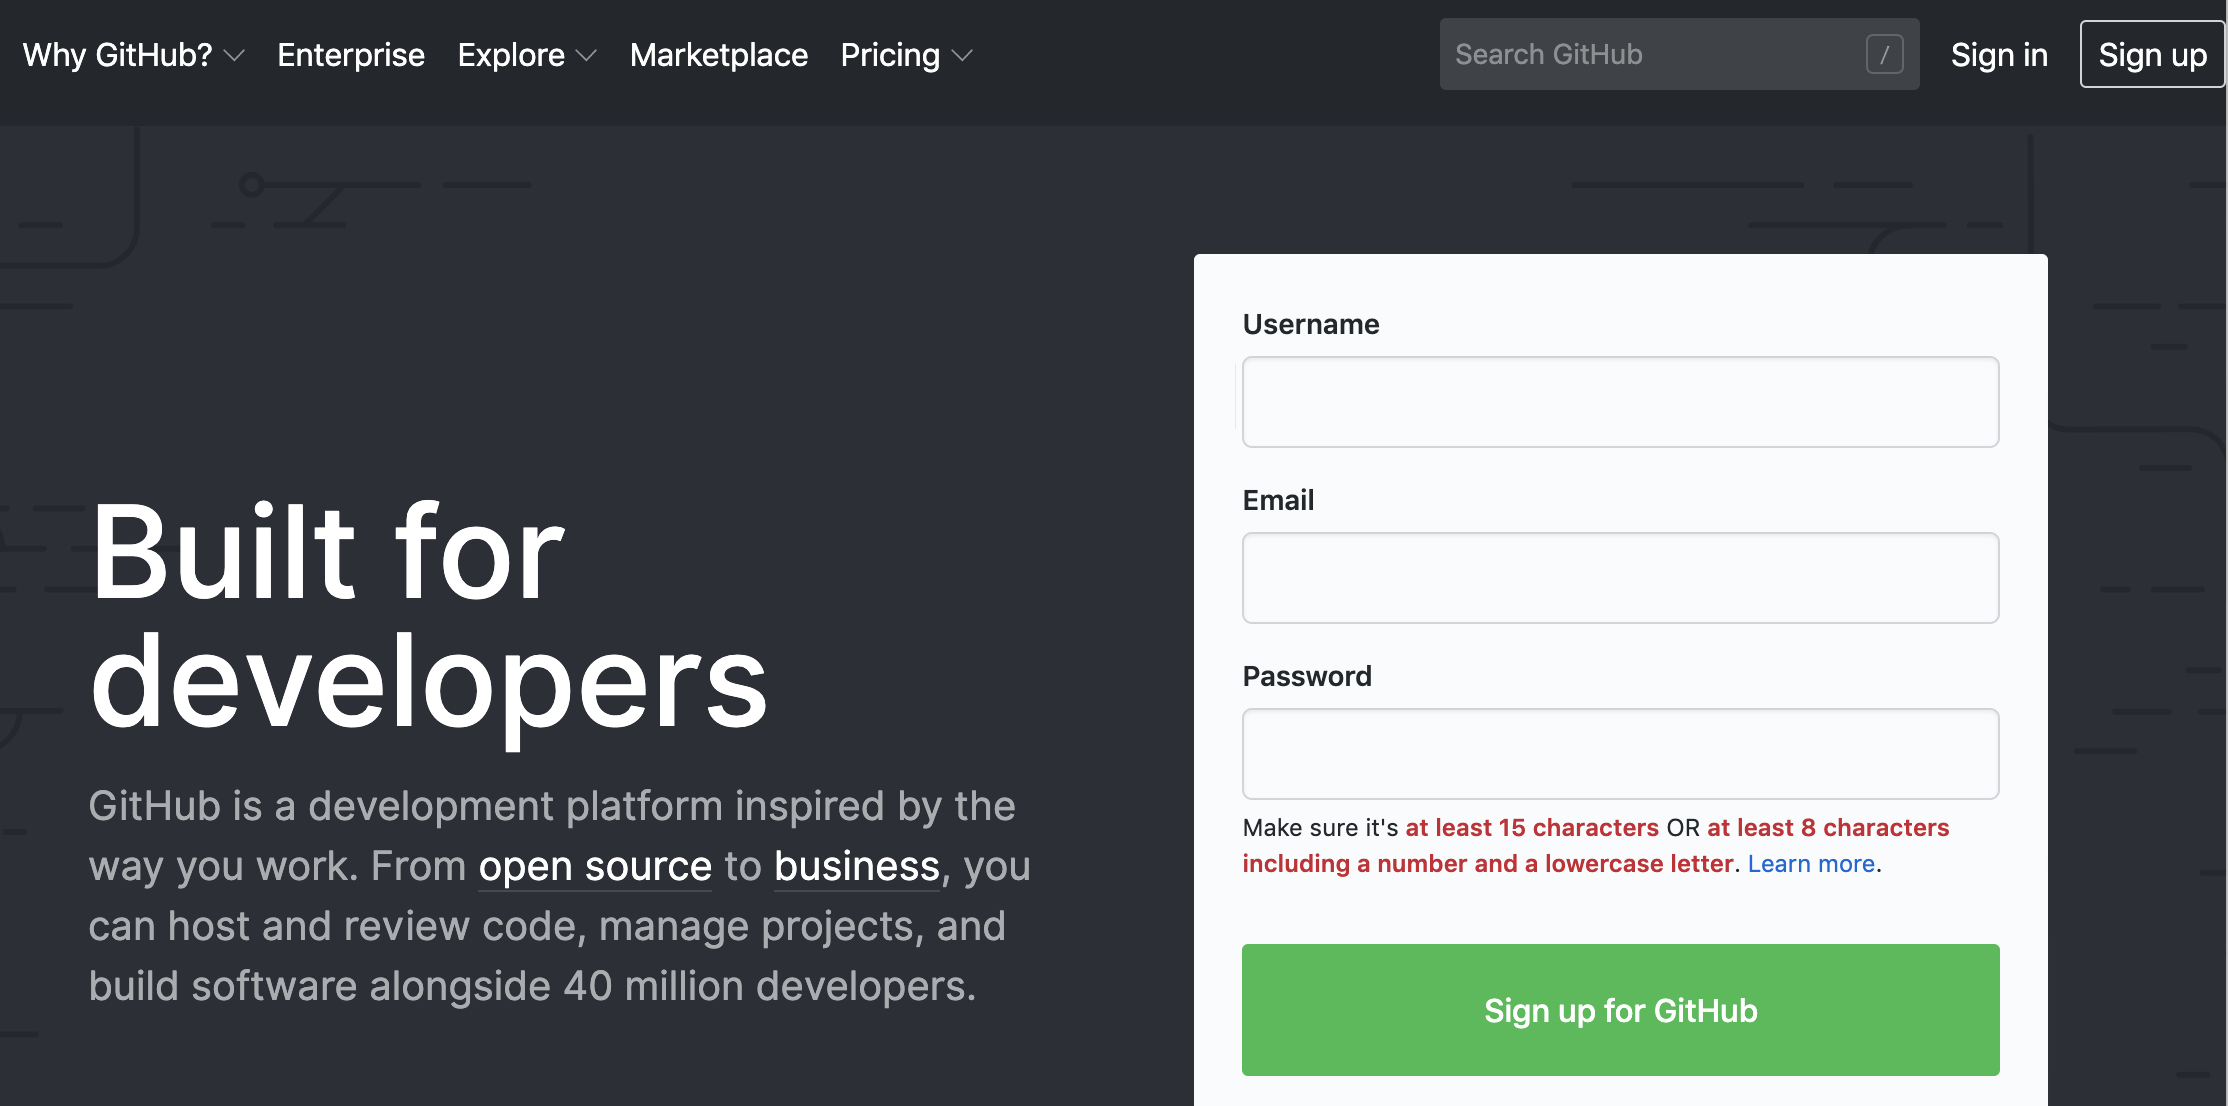 Why GitHub? Enterprise Explore Marketplace Pricing Search GitHub / Sign in Sign up
Built for
developers
GitHub is a development platform inspired by the
way you work. From open source to business, you
can host and review code, manage projects, and
build software alongside 40 million developers.
Username
Email
Password
Make sure it's at least 15 characters OR at least 8 characters
including a number and a lowercase letter. Learn more.
Sign up for GitHub